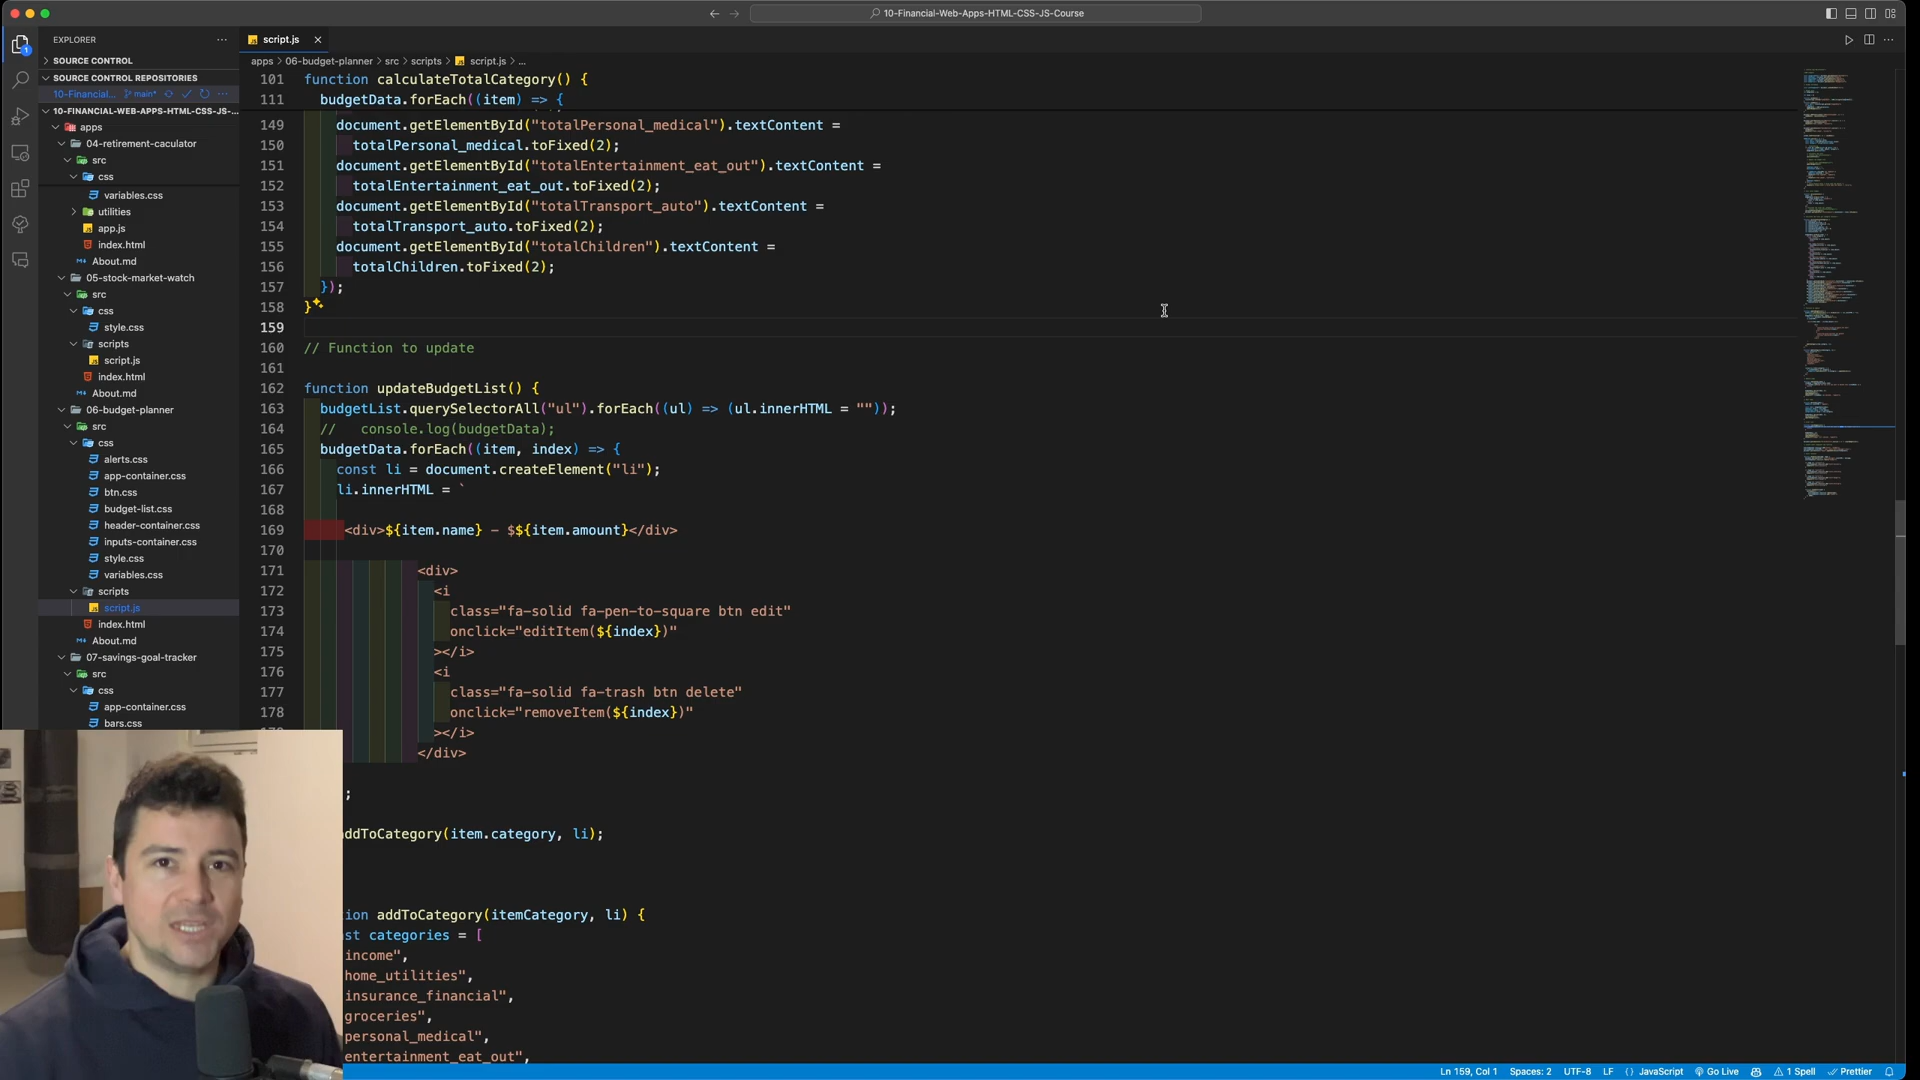 10-Financial-Web-Apps-HTML-CSS-JS-Course
EXPLORER
SOURCE CONTROL
SOURCE CONTROL REPOSITORIES
10-Financial... main*
10-FINANCIAL-WEB-APPS-HTML-CSS-JS-...
apps
04-retirement-caculator
src
css
variables.css
utilities
app.js
index.html
About.md
05-stock-market-watch
src
css
style.css
scripts
script.js
index.html
About.md
06-budget-planner
src
css
alerts.css
app-container.css
btn.css
budget-list.css
header-container.css
inputs-container.css
style.css
variables.css
scripts
script.js
index.html
About.md
07-savings-goal-tracker
src
css
app-container.css
bars.css
script.js
apps > 06-budget-planner > src > scripts > script.js > ...
101 function calculateTotalCategory() {
111 budgetData.forEach((item) => {
149 document.getElementById("totalPersonal_medical").textContent =
150 totalPersonal_medical.toFixed(2);
151 document.getElementById("totalEntertainment_eat_out").textContent =
152 totalEntertainment_eat_out.toFixed(2);
153 document.getElementById("totalTransport_auto").textContent =
154 totalTransport_auto.toFixed(2);
155 document.getElementById("totalChildren").textContent =
156 totalChildren.toFixed(2);
157 });
158 }
159
160 // Function to update
161
162 function updateBudgetList() {
163 budgetList.querySelectorAll("ul").forEach((ul) => (ul.innerHTML = ""));
164 // console.log(budgetData);
165 budgetData.forEach((item, index) => {
166 const li = document.createElement("li");
167 li.innerHTML = `
168
169 <div>${item.name} - $${item.amount}</div>
170
171 <div>
172 <i
173 class="fa-solid fa-pen-to-square btn edit"
174 onclick="editItem(${index})"
175 ></i>
176 <i
177 class="fa-solid fa-trash btn delete"
178 onclick="removeItem(${index})"
></i>
</div>
;
ddToCategory(item.category, li);
ion addToCategory(itemCategory, li) {
st categories = [
income",
home_utilities",
insurance_financial",
groceries",
personal_medical",
entertainment_eat_out",
Ln 159, Col 1 Spaces: 2 UTF-8 LF {} JavaScript Go Live 1 Spell Prettier